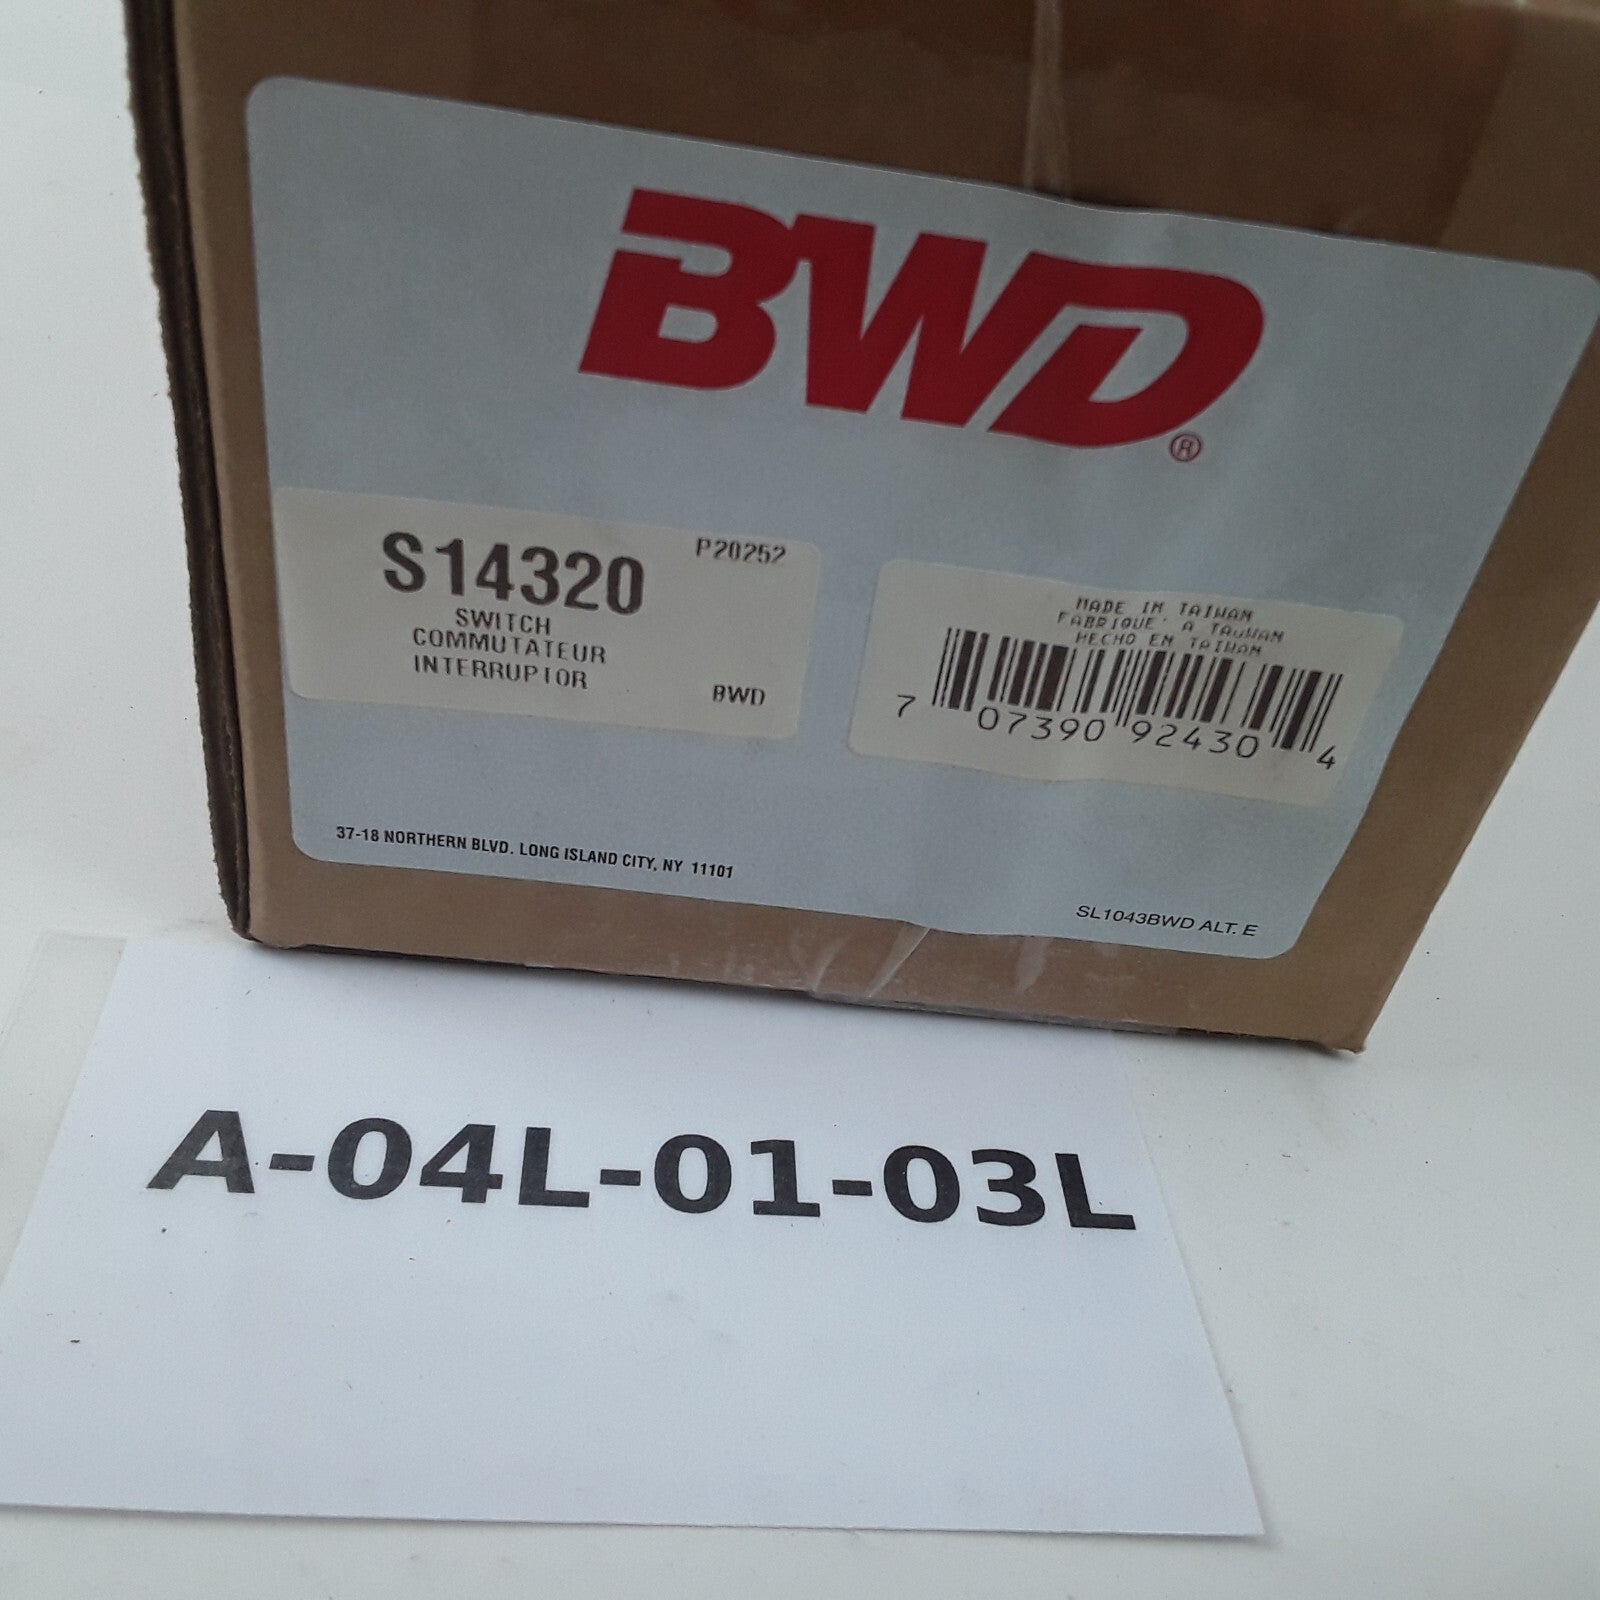 BWD®
S14320
P20252
SWITCH
COMMUTATEUR
INTERRUPTOR
BWD
MADE IN TAIWAN
FABRIQUE' A TAUWAN
HECHO EN TAIWAN
7 07390 92430 4
37-18 NORTHERN BLVD. LONG ISLAND CITY, NY 11101
SL1043BWD ALT. E
A-04L-01-03L